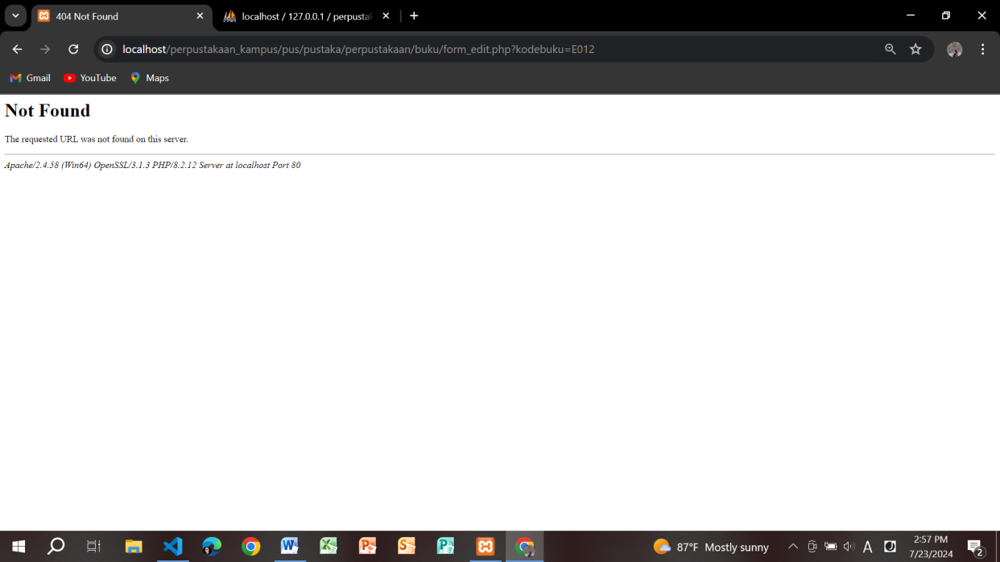 404 Not Found
localhost / 127.0.0.1 / perpustak
localhost/perpustakaan_kampus/pus/pustaka/perpustakaan/buku/form_edit.php?kodebuku=E012
Gmail
YouTube
Maps
Not Found
The requested URL was not found on this server.
Apache/2.4.58 (Win64) OpenSSL/3.1.3 PHP/8.2.12 Server at localhost Port 80
87°F Mostly sunny
A
2:57 PM
7/23/2024
2